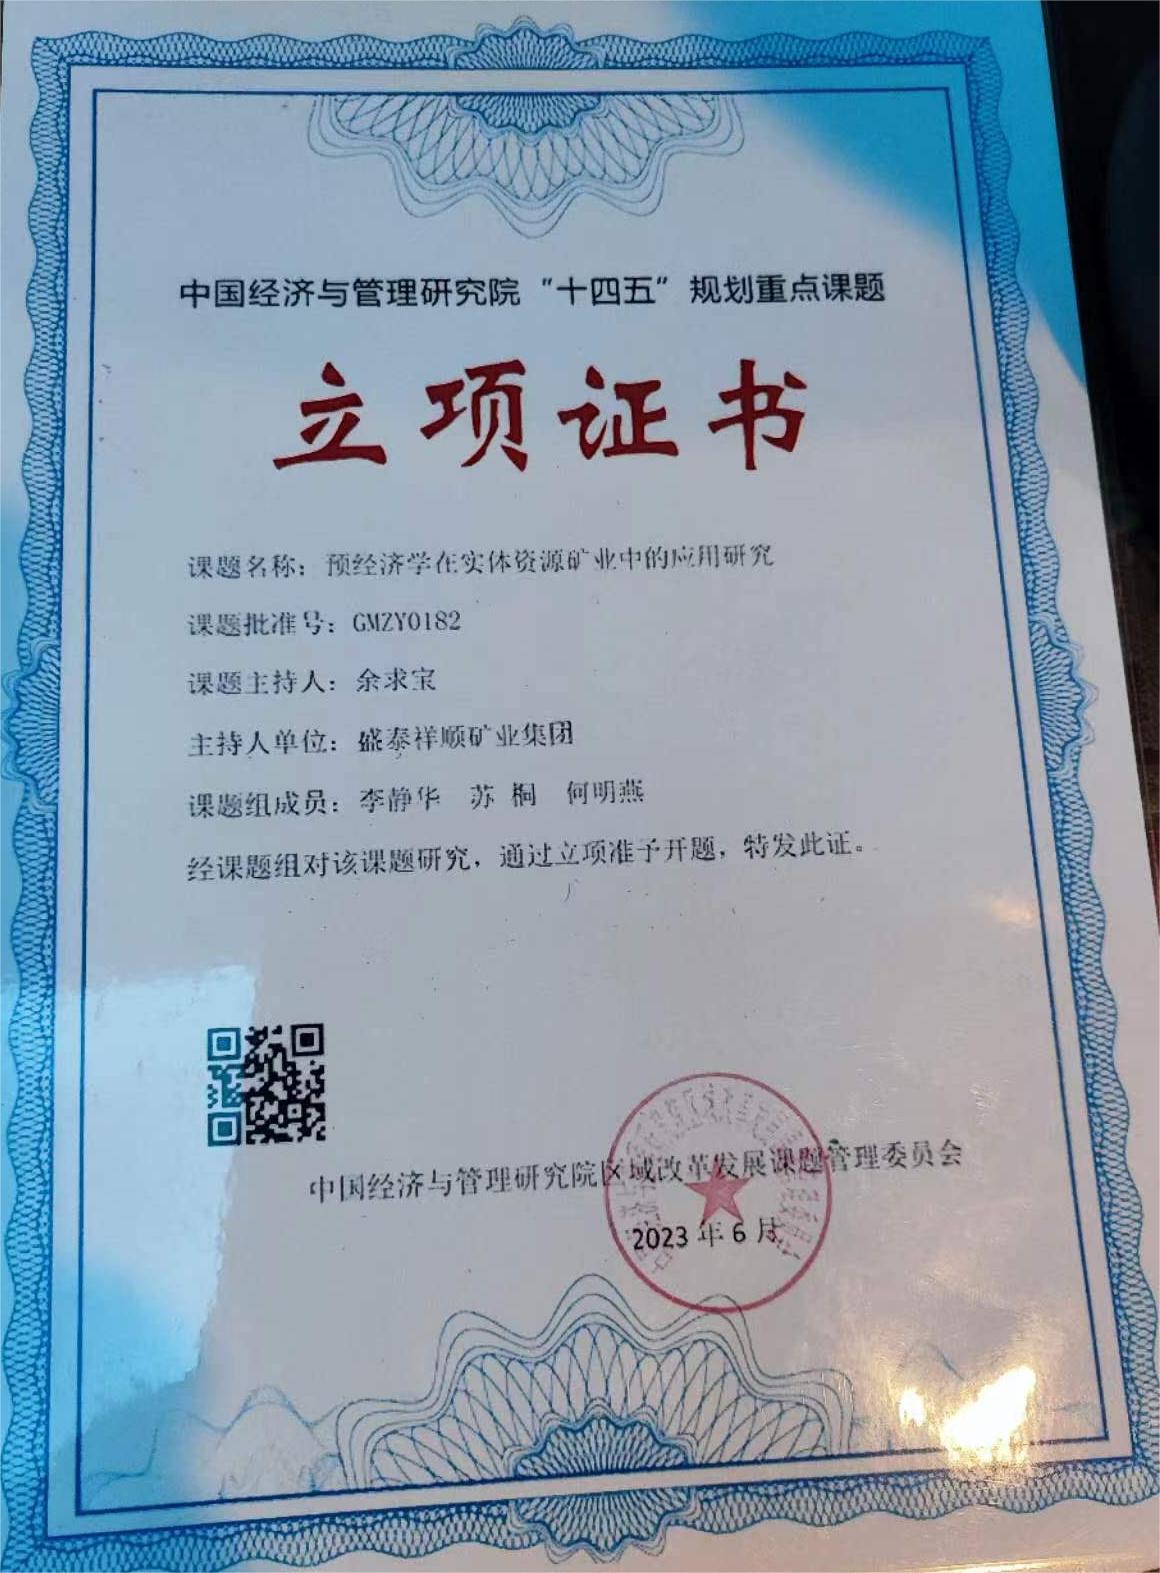 中国经济与管理研究院“十四五”规划重点课题
立项证书
课题名称：预经济学在实体资源矿业中的应用研究
课题批准号：GMZY0182
课题主持人：余求宝
主持人单位：盛泰祥顺矿业集团
课题组成员：李静华 苏 桐 何明燕
经课题组对该课题研究，通过立项准予开题，特发此证。
中国经济与管理研究院区域改革发展课题管理委员会
2023 年 6 月